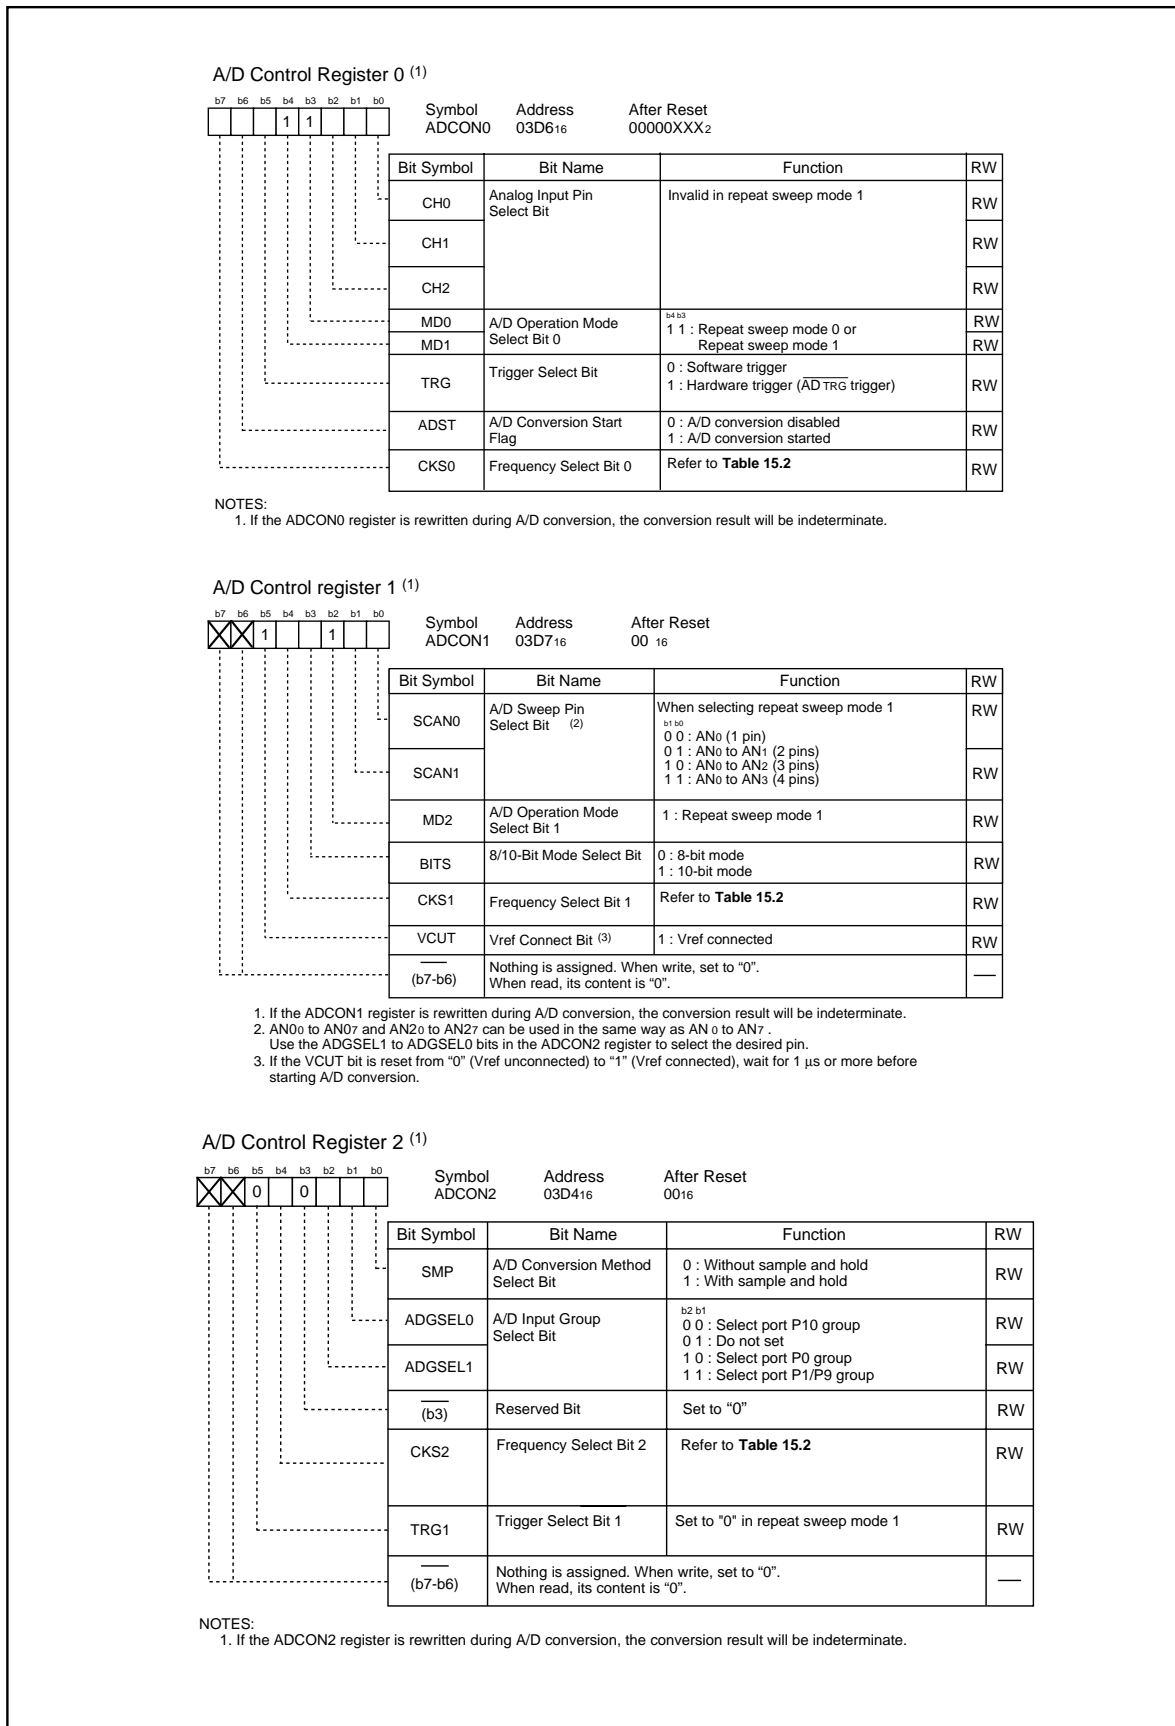 A/D Control Register 0 (1)
b7 b6 b5 b4 b3 b2 b1 b0
1 1
Symbol Address After Reset
ADCON0 03D616 00000XXX2
Bit Symbol Bit Name Function RW
CH0 Analog Input Pin Select Bit Invalid in repeat sweep mode 1 RW
CH1 RW
CH2 RW
MD0 A/D Operation Mode Select Bit 0 b4 b3 RW
1 1 : Repeat sweep mode 0 or
MD1 Repeat sweep mode 1 RW
TRG Trigger Select Bit 0 : Software trigger RW
1 : Hardware trigger (ADTRG trigger)
ADST A/D Conversion Start Flag 0 : A/D conversion disabled RW
1 : A/D conversion started
CKS0 Frequency Select Bit 0 Refer to Table 15.2 RW
NOTES:
1. If the ADCON0 register is rewritten during A/D conversion, the conversion result will be indeterminate.
A/D Control register 1 (1)
b7 b6 b5 b4 b3 b2 b1 b0
1 1
Symbol Address After Reset
ADCON1 03D716 00 16
Bit Symbol Bit Name Function RW
SCAN0 A/D Sweep Pin Select Bit (2) When selecting repeat sweep mode 1 RW
b1 b0
0 0 : AN0 (1 pin)
0 1 : AN0 to AN1 (2 pins)
1 0 : AN0 to AN2 (3 pins)
SCAN1 1 1 : AN0 to AN3 (4 pins) RW
MD2 A/D Operation Mode Select Bit 1 1 : Repeat sweep mode 1 RW
BITS 8/10-Bit Mode Select Bit 0 : 8-bit mode RW
1 : 10-bit mode
CKS1 Frequency Select Bit 1 Refer to Table 15.2 RW
VCUT Vref Connect Bit (3) 1 : Vref connected RW
(b7-b6) Nothing is assigned. When write, set to “0”.
When read, its content is “0”. —
1. If the ADCON1 register is rewritten during A/D conversion, the conversion result will be indeterminate.
2. AN00 to AN07 and AN20 to AN27 can be used in the same way as AN 0 to AN7 .
Use the ADGSEL1 to ADGSEL0 bits in the ADCON2 register to select the desired pin.
3. If the VCUT bit is reset from “0” (Vref unconnected) to “1” (Vref connected), wait for 1 µs or more before
starting A/D conversion.
A/D Control Register 2 (1)
b7 b6 b5 b4 b3 b2 b1 b0
0 0
Symbol Address After Reset
ADCON2 03D416 0016
Bit Symbol Bit Name Function RW
SMP A/D Conversion Method Select Bit 0 : Without sample and hold RW
1 : With sample and hold
ADGSEL0 A/D Input Group Select Bit b2 b1 RW
0 0 : Select port P10 group
0 1 : Do not set
ADGSEL1 1 0 : Select port P0 group RW
1 1 : Select port P1/P9 group
(b3) Reserved Bit Set to “0” RW
CKS2 Frequency Select Bit 2 Refer to Table 15.2 RW
TRG1 Trigger Select Bit 1 Set to "0" in repeat sweep mode 1 RW
(b7-b6) Nothing is assigned. When write, set to “0”.
When read, its content is “0”. —
NOTES:
1. If the ADCON2 register is rewritten during A/D conversion, the conversion result will be indeterminate.